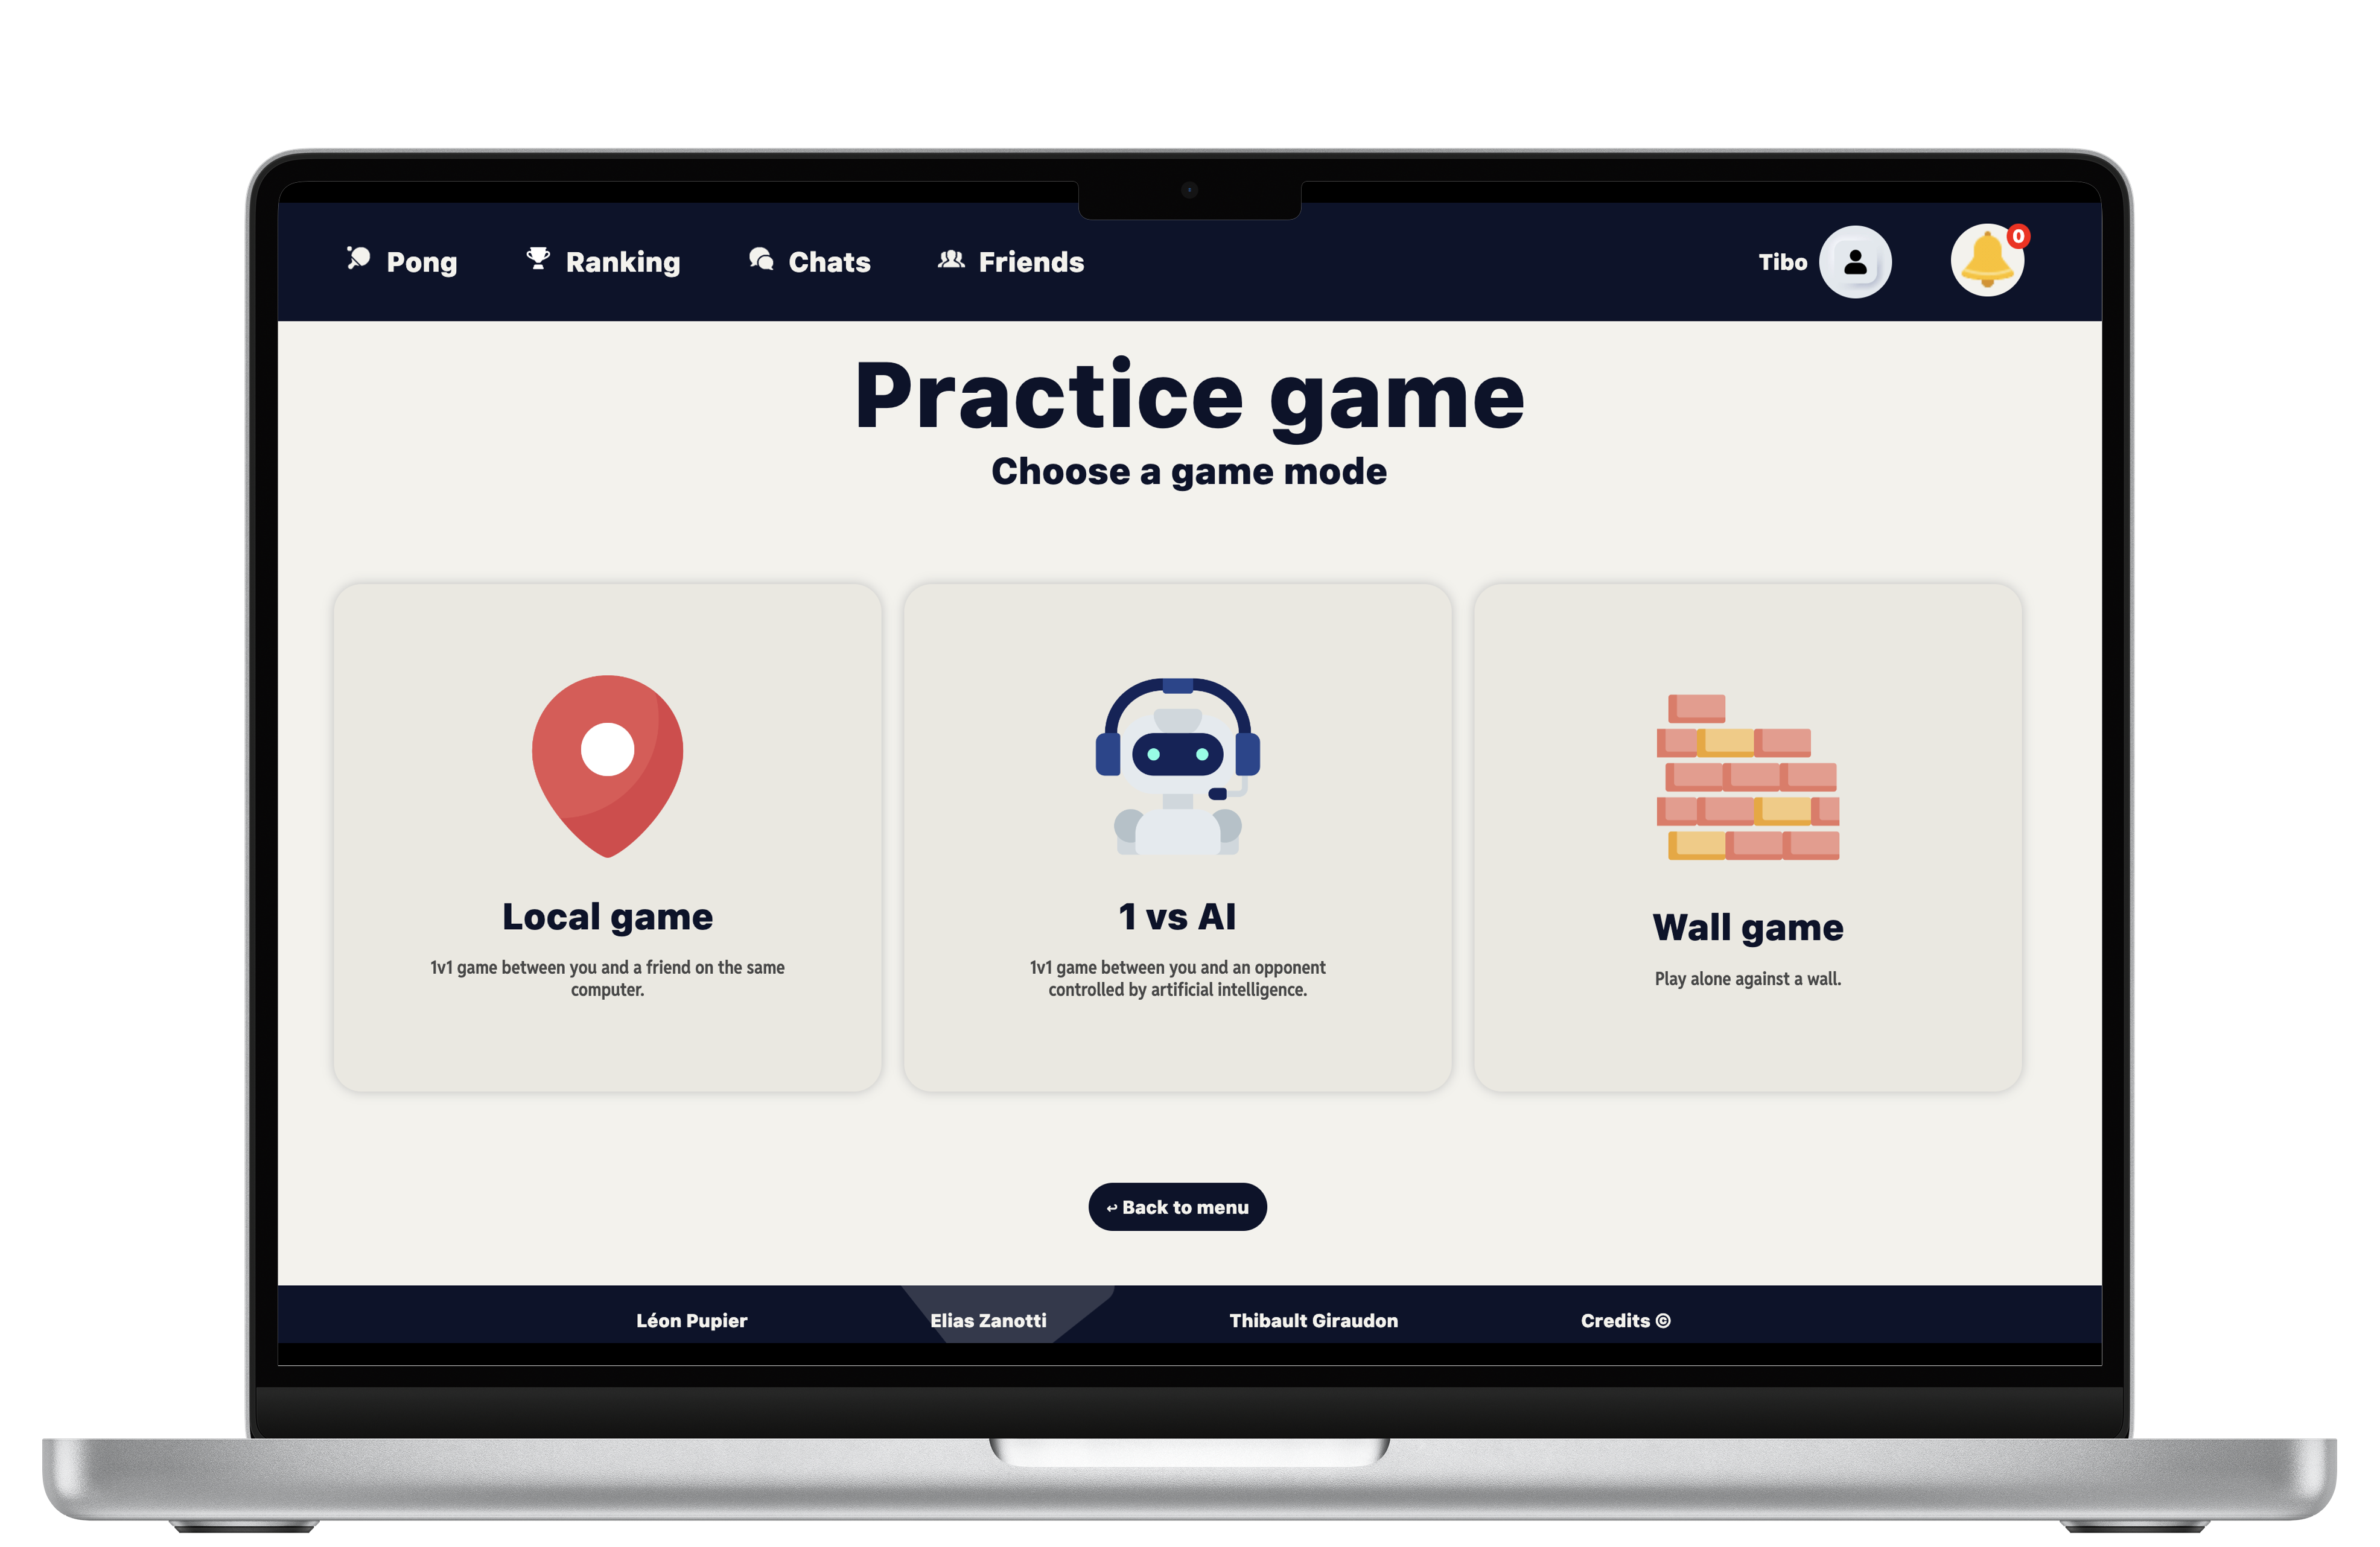 Pong Ranking Chats Friends Tibo 0
Practice game
Choose a game mode
Local game
1v1 game between you and a friend on the same
computer.
1 vs AI
1v1 game between you and an opponent
controlled by artificial intelligence.
Wall game
Play alone against a wall.
↩ Back to menu
Léon Pupier Elias Zanotti Thibault Giraudon Credits ©